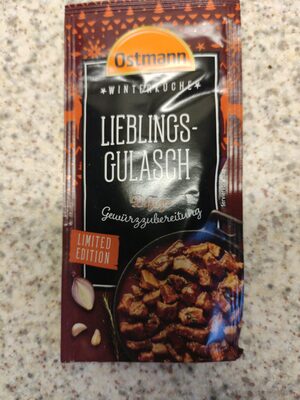 Ostmann
WINTERKÜCHE
LIEBLINGS-
GULASCH
Gewürzzubereitung
LIMITED
EDITION